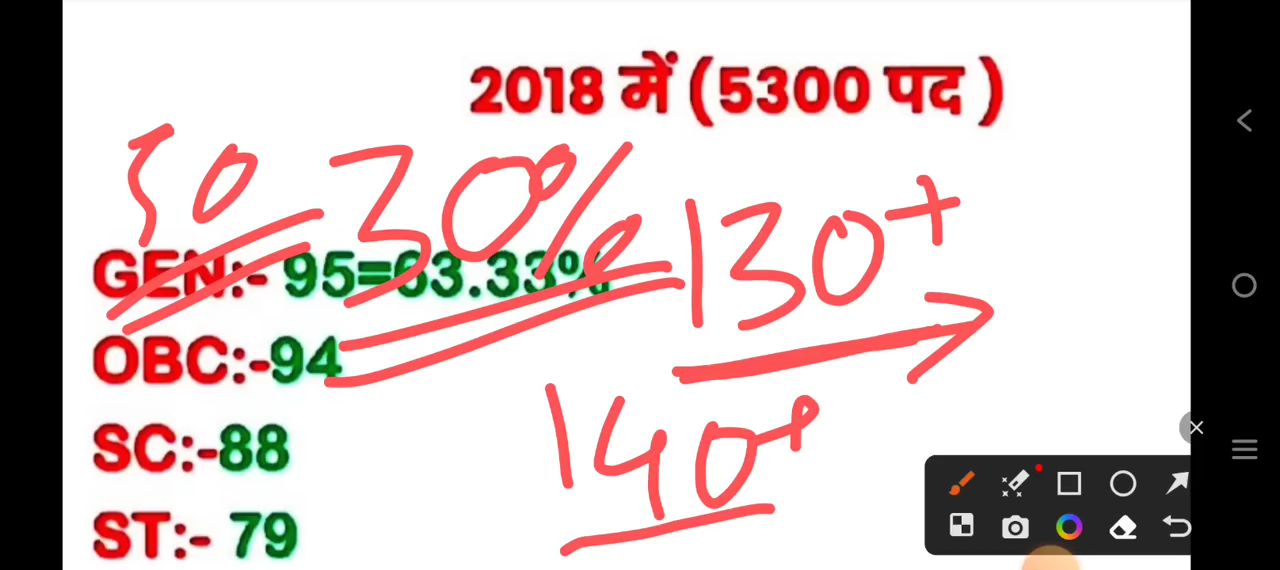 2018 में (5300 पद )
50 30%
130+
GEN:- 95=63.33%
OBC:-94
140+
SC:-88
ST:- 79